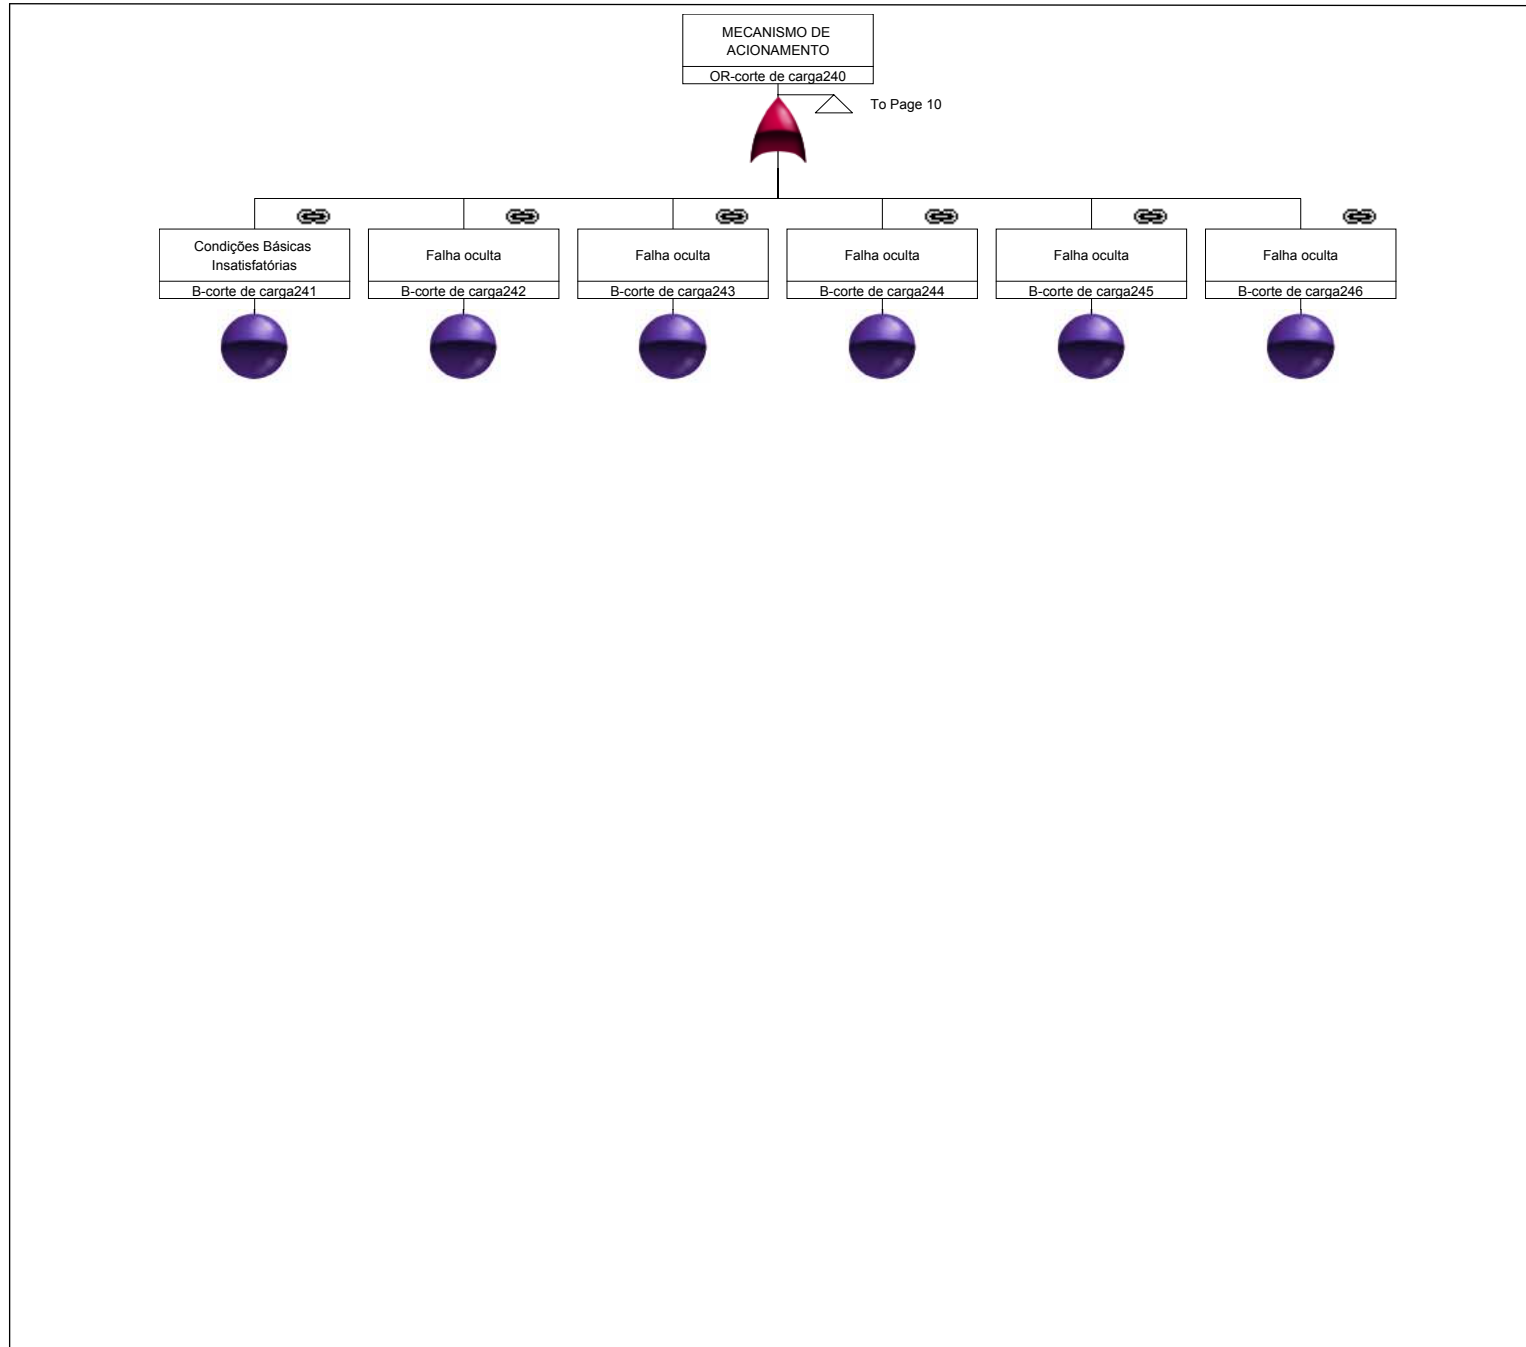 MECANISMO DE
ACIONAMENTO
OR-corte de carga240
To Page 10
Condições Básicas
Insatisfatórias
B-corte de carga241
Falha oculta
B-corte de carga242
Falha oculta
B-corte de carga243
Falha oculta
B-corte de carga244
Falha oculta
B-corte de carga245
Falha oculta
B-corte de carga246